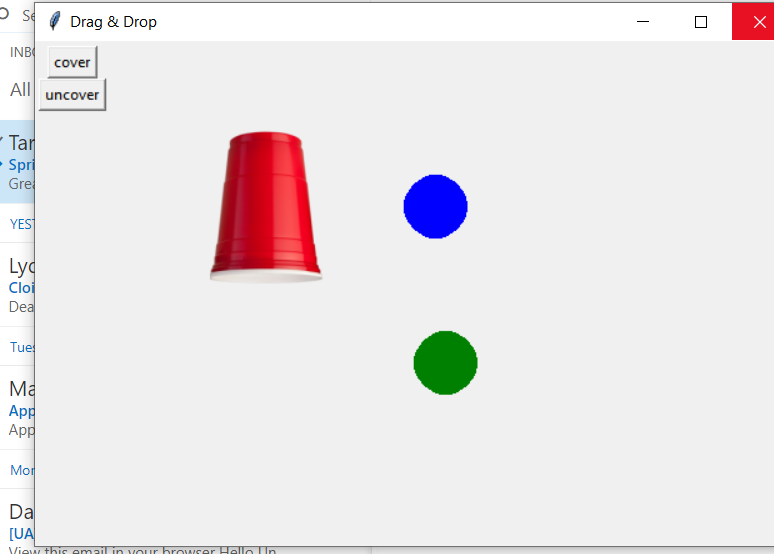 Drag & Drop
cover
uncover
Se
INBO
All
Tar
Spri
Grea
YEST
Lyd
Cloi
Dea
Tues
Ma
App
App
Mon
Da
[UA
View this email in your browser Hello Un